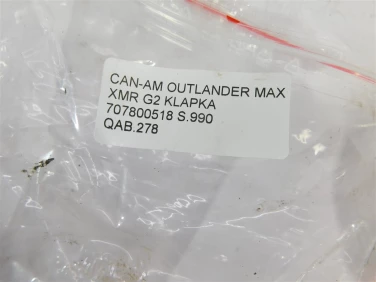 CAN-AM OUTLANDER MAX
XMR G2 KLAPKA
707800518 S.990
QAB.278